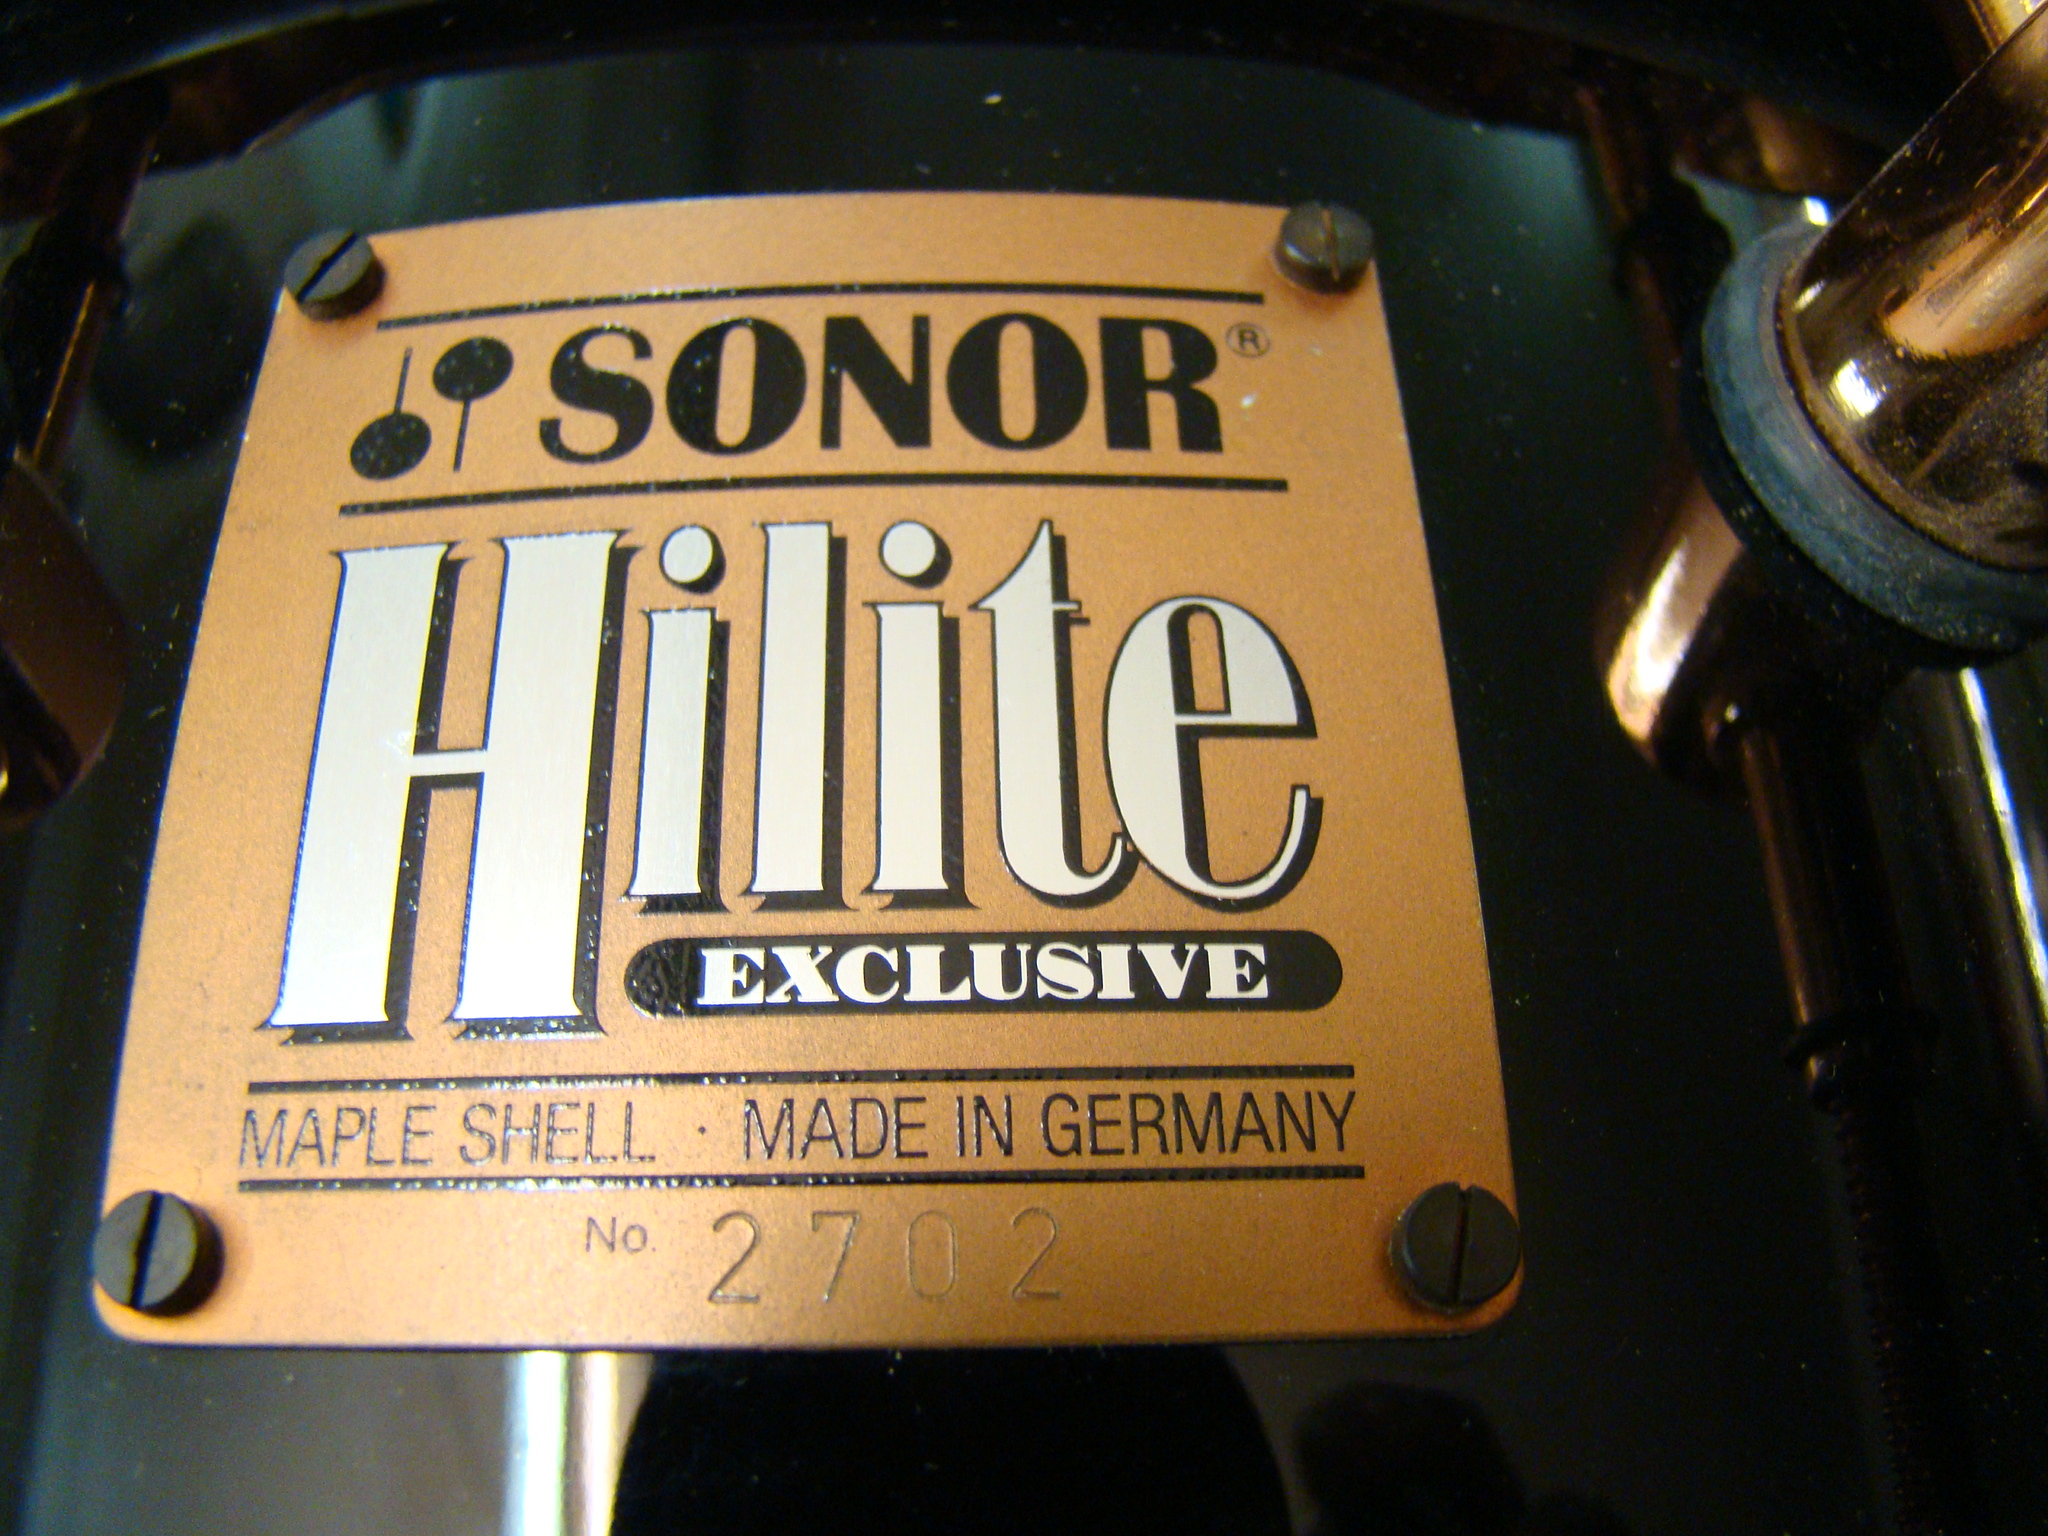 SONOR®
Hilite
EXCLUSIVE
MAPLE SHELL · MADE IN GERMANY
No. 2702